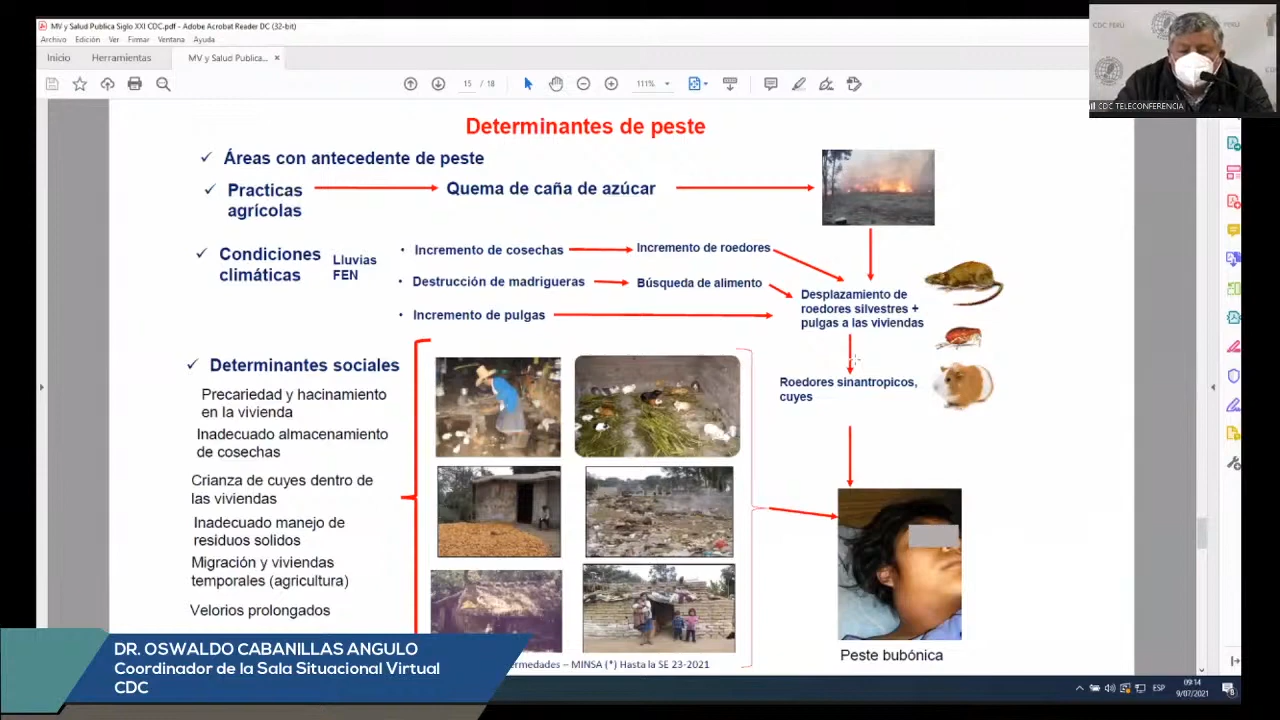 MV y Salud Publica Siglo XXI CDC.pdf - Adobe Acrobat Reader DC (32-bit)
Archivo Edición Ver Firmar Ventana Ayuda
Inicio Herramientas MV y Salud Publica... ×
15 / 18 111%
CDC PERÚ
CDC TELECONFERENCIA
Determinantes de peste
✓ Áreas con antecedente de peste
✓ Practicas agrícolas
Quema de caña de azúcar
✓ Condiciones climáticas
Lluvias
FEN
• Incremento de cosechas
Incremento de roedores
• Destrucción de madrigueras
Búsqueda de alimento
• Incremento de pulgas
Desplazamiento de
roedores silvestres +
pulgas a las viviendas
Roedores sinantropicos,
cuyes
✓ Determinantes sociales
Precariedad y hacinamiento
en la vivienda
Inadecuado almacenamiento
de cosechas
Crianza de cuyes dentro de
las viviendas
Inadecuado manejo de
residuos solidos
Migración y viviendas
temporales (agricultura)
Velorios prolongados
Peste bubónica
DR. OSWALDO CABANILLAS ANGULO
Coordinador de la Sala Situacional Virtual
CDC
ermedades – MINSA (*) Hasta la SE 23-2021
ESP
09:14
9/07/2021